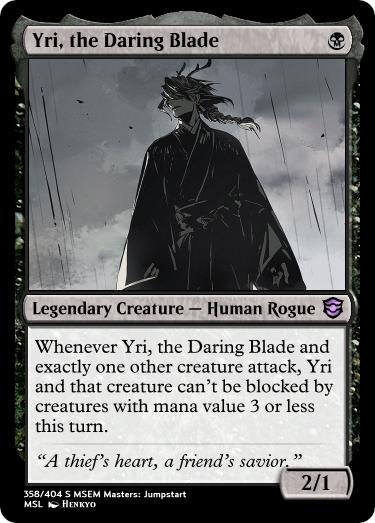 Yri, the Daring Blade
Legendary Creature — Human Rogue
Whenever Yri, the Daring Blade and
exactly one other creature attack, Yri
and that creature can't be blocked by
creatures with mana value 3 or less
this turn.
“A thief's heart, a friend's savior.”
2/1
358/404 S MSEM Masters: Jumpstart
MSL HENKYO